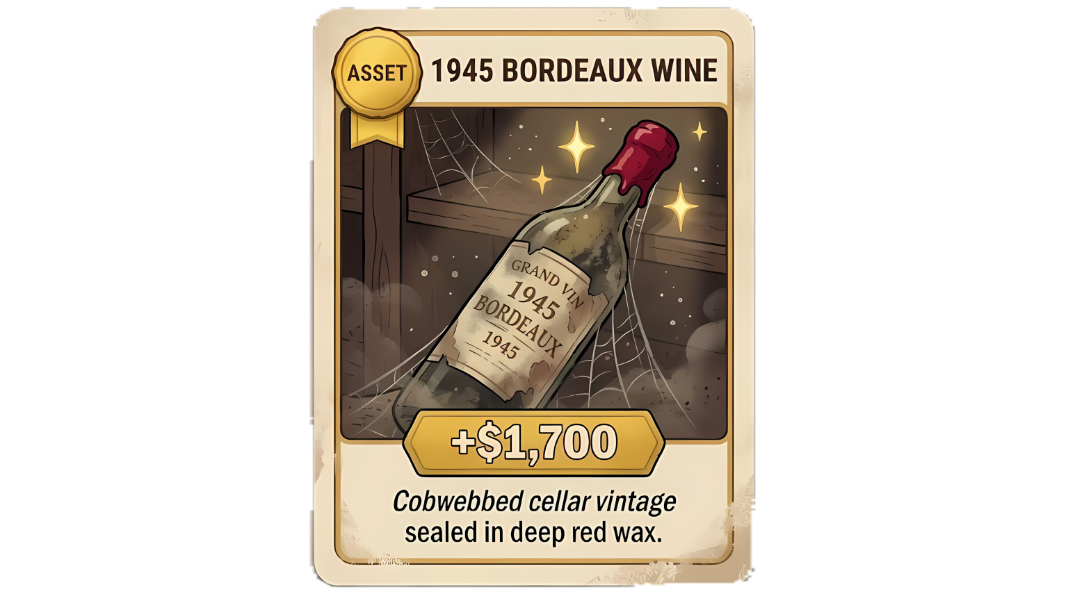 ASSET
1945 BORDEAUX WINE
GRAND VIN
1945
BORDEAUX
1945
+$1,700
Cobwebbed cellar vintage
sealed in deep red wax.